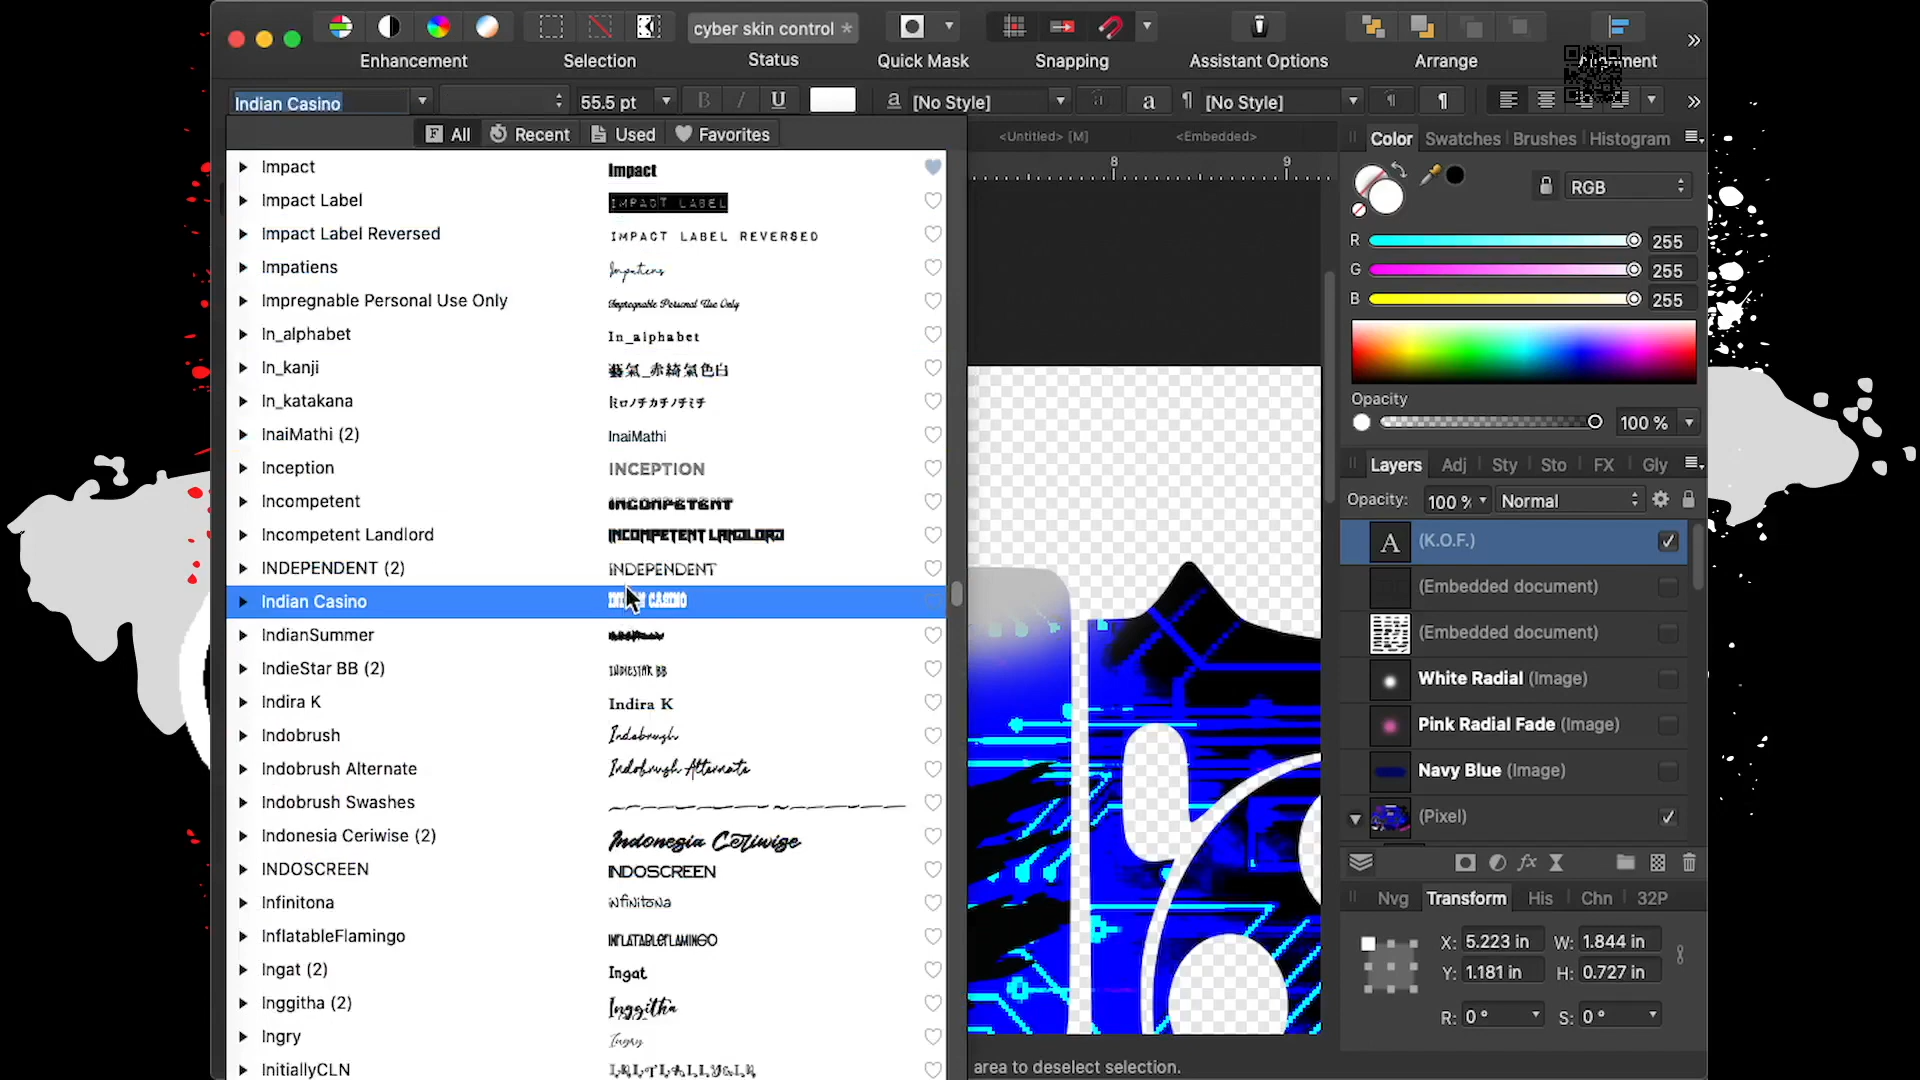 cyber skin control *
Enhancement
Selection
Status
Quick Mask
Snapping
Assistant Options
Arrange
Indian Casino
55.5 pt
B
I
U
a
[No Style]
a
a
¶
[No Style]
¶
¶
F All
Recent
Used
Favorites
<Untitled> [M]
<Embedded>
8
9
Impact
Impact
Impact Label
IMPACT LABEL
Impact Label Reversed
IMPACT LABEL REVERSED
Impatiens
Impatiens
Impregnable Personal Use Only
Impregnable Personal Use Only
In_alphabet
In_alphabet
In_kanji
In_katakana
InaiMathi (2)
InaiMathi
Inception
INCEPTION
Incompetent
INCOMPETENT
Incompetent Landlord
INCOMPETENT LANDLORD
INDEPENDENT (2)
INDEPENDENT
Indian Casino
CASINO
IndianSummer
IndieStar BB (2)
INDIESTAR BB
Indira K
Indira K
Indobrush
Indobrush
Indobrush Alternate
Indobrush Alternate
Indobrush Swashes
Indonesia Ceriwise (2)
Indonesia Ceriwise
INDOSCREEN
INDOSCREEN
Infinitona
infinitona
InflatableFlamingo
INFLATABLEFLAMINGO
Ingat (2)
Ingat
Inggitha (2)
Inggitha
Ingry
Ingry
InitiallyCLN
Color
Swatches
Brushes
Histogram
RGB
R
255
G
255
B
255
Opacity
100 %
Layers
Adj
Sty
Sto
FX
Gly
Opacity:
100 %
Normal
A
(K.O.F.)
(Embedded document)
(Embedded document)
White Radial (Image)
Pink Radial Fade (Image)
Navy Blue (Image)
(Pixel)
fx
Nvg
Transform
His
Chn
32P
X: 5.223 in
W: 1.844 in
Y: 1.181 in
H: 0.727 in
R: 0 °
S: 0 °
area to deselect selection.